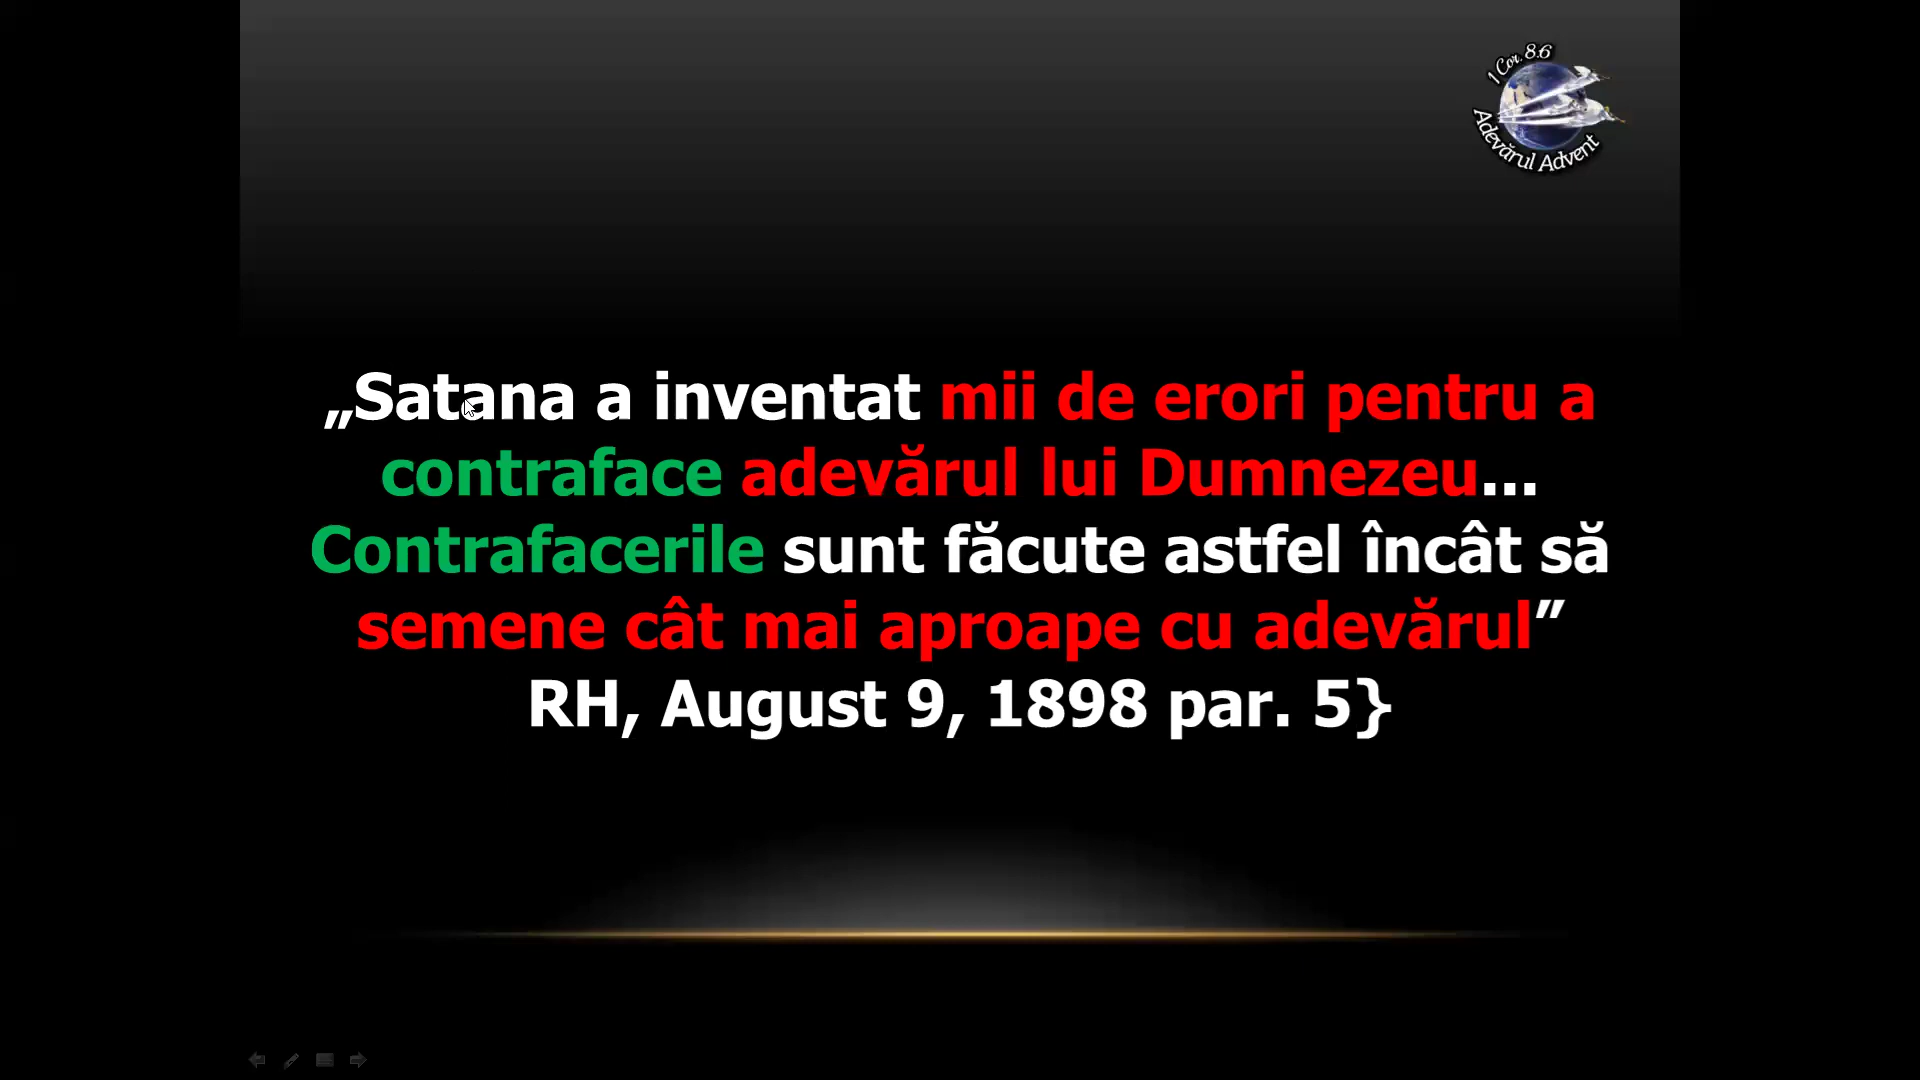 1 Cor. 8:6
Adevărul Advent
„Satana a inventat mii de erori pentru a
contraface adevărul lui Dumnezeu...
Contrafacerile sunt făcute astfel încât să
semene cât mai aproape cu adevărul”
RH, August 9, 1898 par. 5}